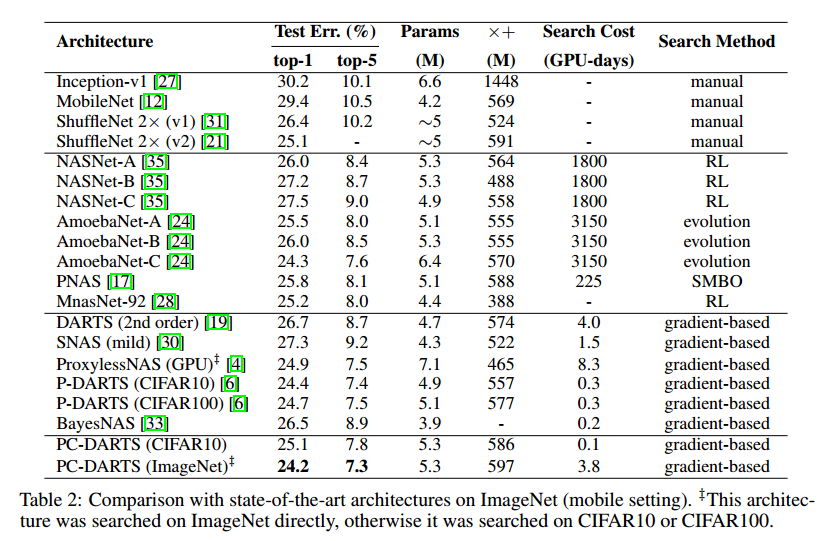 Architecture Test Err. (%) Params ×+ Search Cost Search Method
top-1 top-5 (M) (M) (GPU-days)
Inception-v1 [27] 30.2 10.1 6.6 1448 - manual
MobileNet [12] 29.4 10.5 4.2 569 - manual
ShuffleNet 2× (v1) [31] 26.4 10.2 ∼5 524 - manual
ShuffleNet 2× (v2) [21] 25.1 - ∼5 591 - manual
NASNet-A [35] 26.0 8.4 5.3 564 1800 RL
NASNet-B [35] 27.2 8.7 5.3 488 1800 RL
NASNet-C [35] 27.5 9.0 4.9 558 1800 RL
AmoebaNet-A [24] 25.5 8.0 5.1 555 3150 evolution
AmoebaNet-B [24] 26.0 8.5 5.3 555 3150 evolution
AmoebaNet-C [24] 24.3 7.6 6.4 570 3150 evolution
PNAS [17] 25.8 8.1 5.1 588 225 SMBO
MnasNet-92 [28] 25.2 8.0 4.4 388 - RL
DARTS (2nd order) [19] 26.7 8.7 4.7 574 4.0 gradient-based
SNAS (mild) [30] 27.3 9.2 4.3 522 1.5 gradient-based
ProxylessNAS (GPU)‡ [4] 24.9 7.5 7.1 465 8.3 gradient-based
P-DARTS (CIFAR10) [6] 24.4 7.4 4.9 557 0.3 gradient-based
P-DARTS (CIFAR100) [6] 24.7 7.5 5.1 577 0.3 gradient-based
BayesNAS [33] 26.5 8.9 3.9 - 0.2 gradient-based
PC-DARTS (CIFAR10) 25.1 7.8 5.3 586 0.1 gradient-based
PC-DARTS (ImageNet)‡ 24.2 7.3 5.3 597 3.8 gradient-based
Table 2: Comparison with state-of-the-art architectures on ImageNet (mobile setting). ‡This architec-
ture was searched on ImageNet directly, otherwise it was searched on CIFAR10 or CIFAR100.